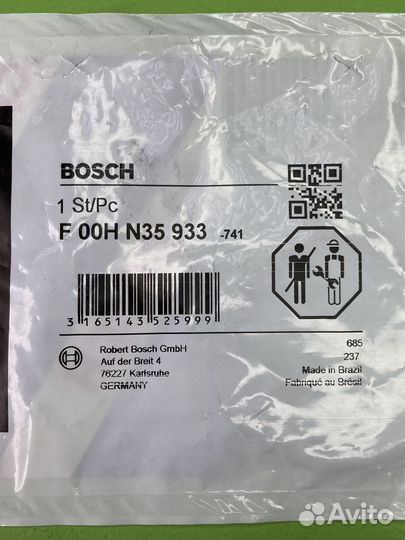 BOSCH
1 St/Pc
F 00H N35 933 -741
3 165143 525999
Robert Bosch GmbH
Auf der Breit 4
76227 Karlsruhe
GERMANY
685
237
Made in Brazil
Fabriqué au Brésil
Avito